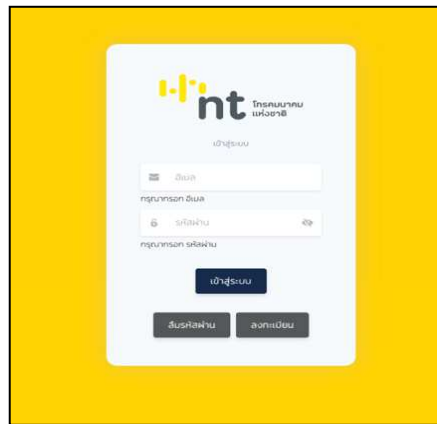 nt โทรคมนาคม
แห่งชาติ
เข้าสู่ระบบ
อีเมล
กรุณากรอก อีเมล
รหัสผ่าน
กรุณากรอก รหัสผ่าน
เข้าสู่ระบบ
ลืมรหัสผ่าน ลงทะเบียน